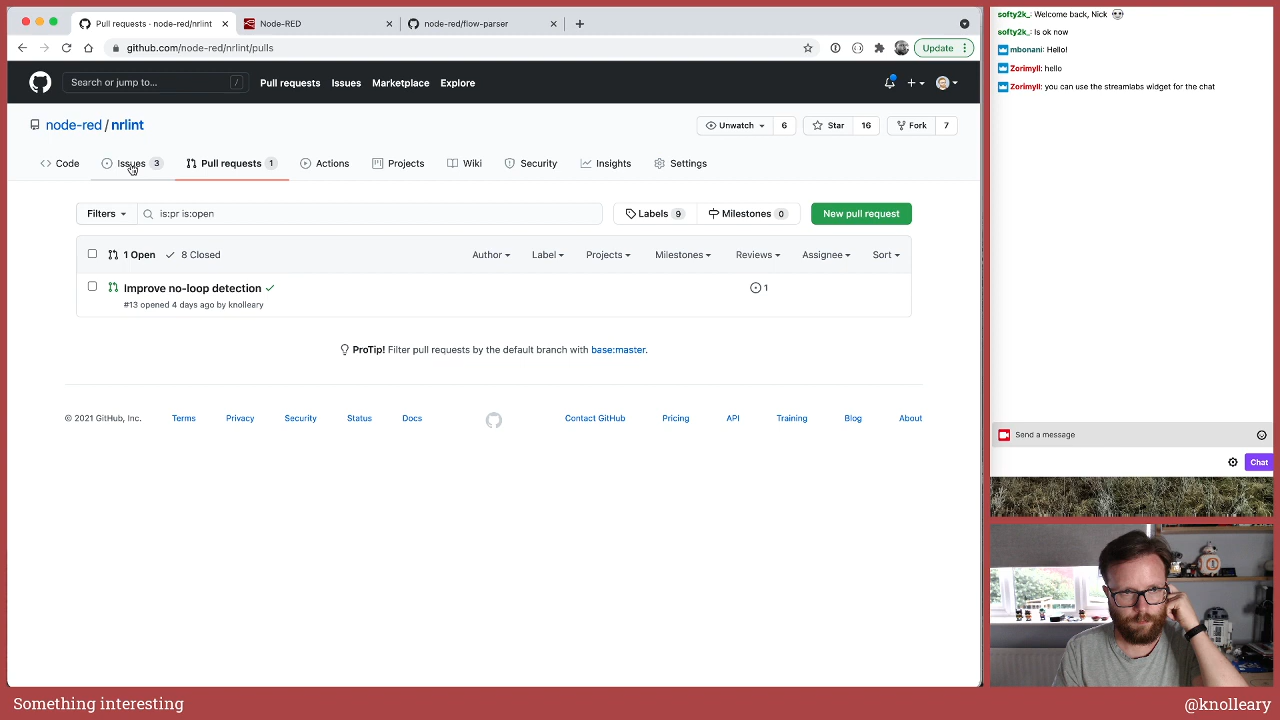 Pull requests · node-red/nrlint
Node-RED
node-red/flow-parser
github.com/node-red/nrlint/pulls
Update
Search or jump to...
/
Pull requests
Issues
Marketplace
Explore
node-red / nrlint
Unwatch
6
Star
16
Fork
7
Code
Issues 3
Pull requests 1
Actions
Projects
Wiki
Security
Insights
Settings
Filters
is:pr is:open
Labels 9
Milestones 0
New pull request
1 Open
8 Closed
Author
Label
Projects
Milestones
Reviews
Assignee
Sort
Improve no-loop detection
1
#13 opened 4 days ago by knolleary
ProTip! Filter pull requests by the default branch with base:master.
© 2021 GitHub, Inc.
Terms
Privacy
Security
Status
Docs
Contact GitHub
Pricing
API
Training
Blog
About
softy2k_: Welcome back, Nick
softy2k_: Is ok now
mbonani: Hello!
Zorimyll: hello
Zorimyll: you can use the streamlabs widget for the chat
Send a message
Chat
Something interesting
@knolleary